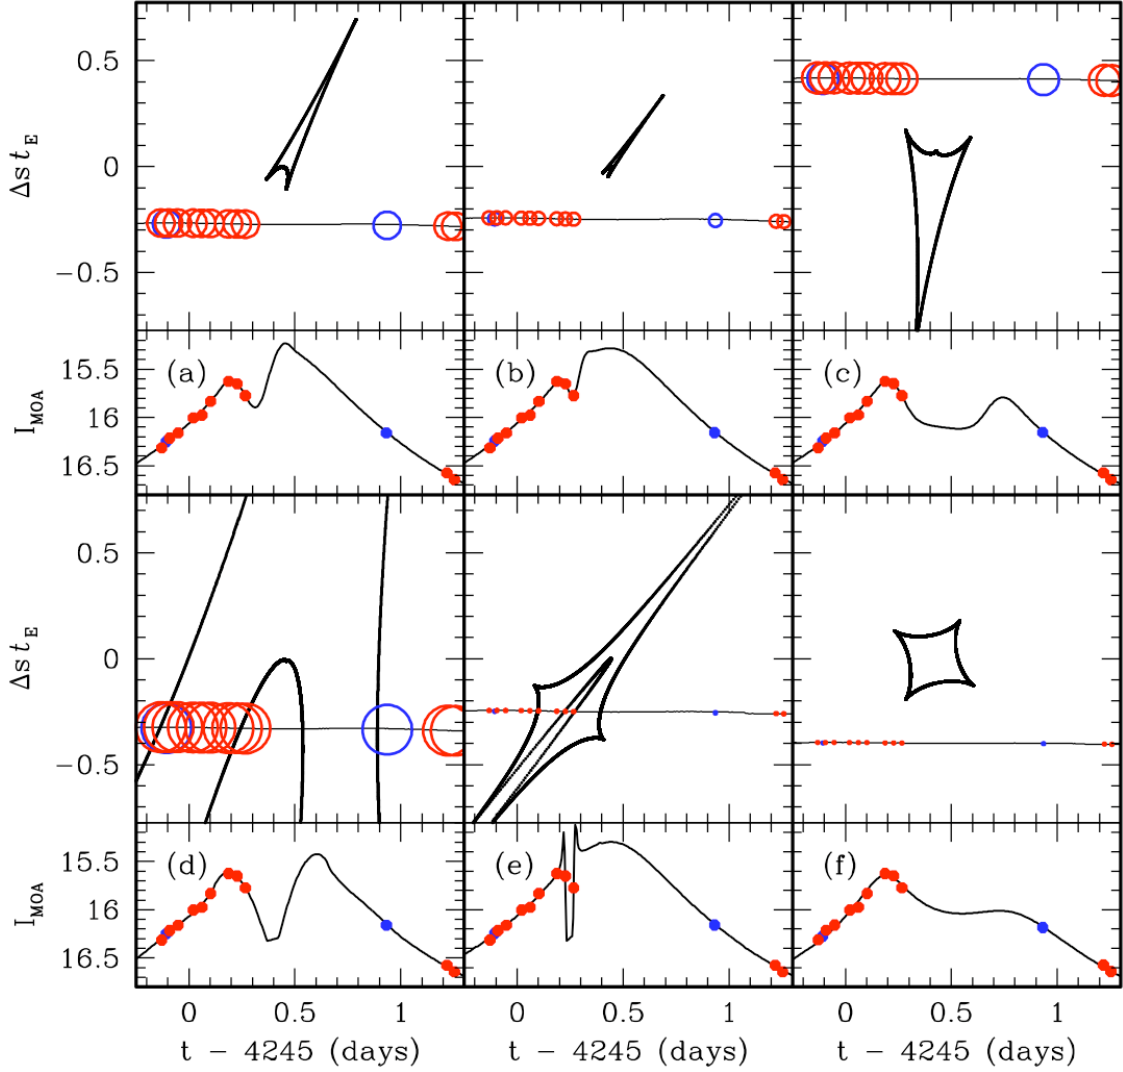 0.5
0
−0.5
Δs t_E
15.5
16
16.5
I_MOA
(a)
(b)
(c)
0.5
0
−0.5
Δs t_E
15.5
16
16.5
I_MOA
(d)
(e)
(f)
0 0.5 1 0 0.5 1 0 0.5 1
t − 4245 (days) t − 4245 (days) t − 4245 (days)